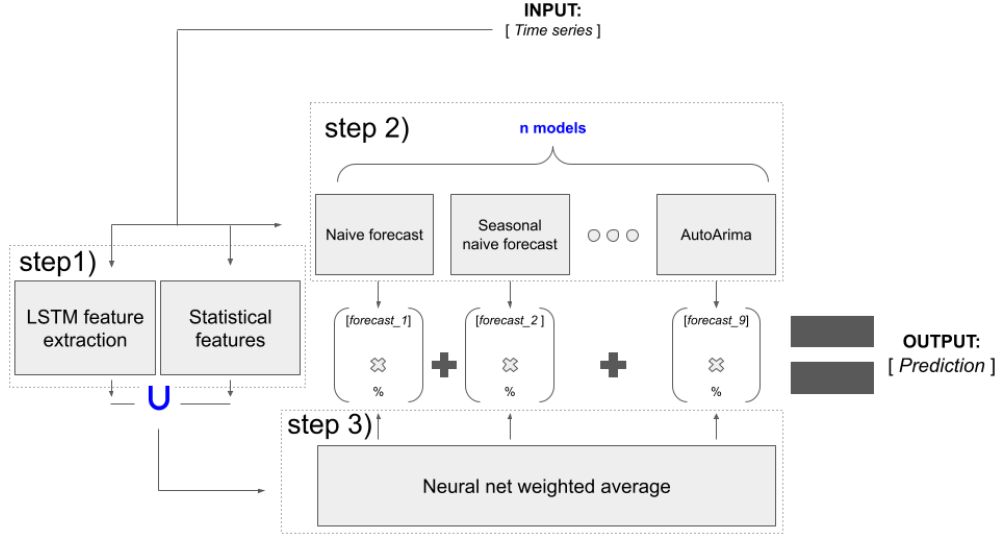 INPUT:
[ Time series ]
step 2)
n models
Naive forecast
Seasonal
naive forecast
AutoArima
step1)
LSTM feature
extraction
Statistical
features
[forecast_1]
%
[forecast_2 ]
%
[forecast_9]
%
OUTPUT:
[ Prediction ]
U
step 3)
Neural net weighted average